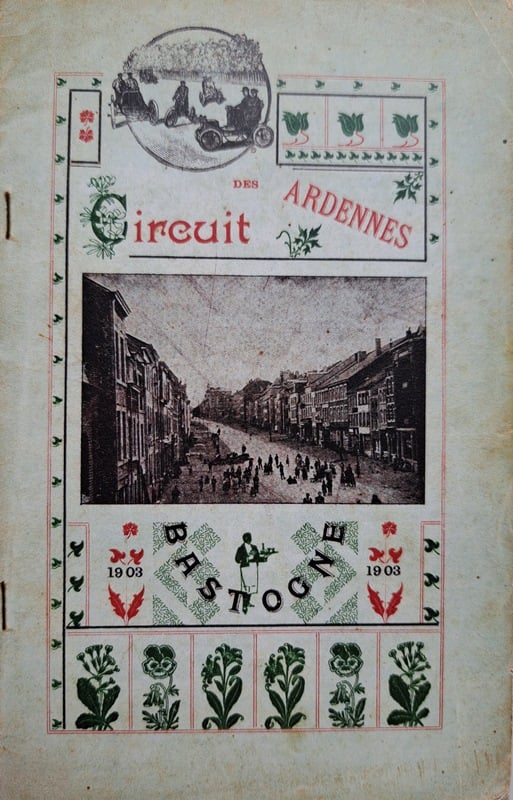 DES
Circuit ARDENNES
BASTOGNE
1903 1903